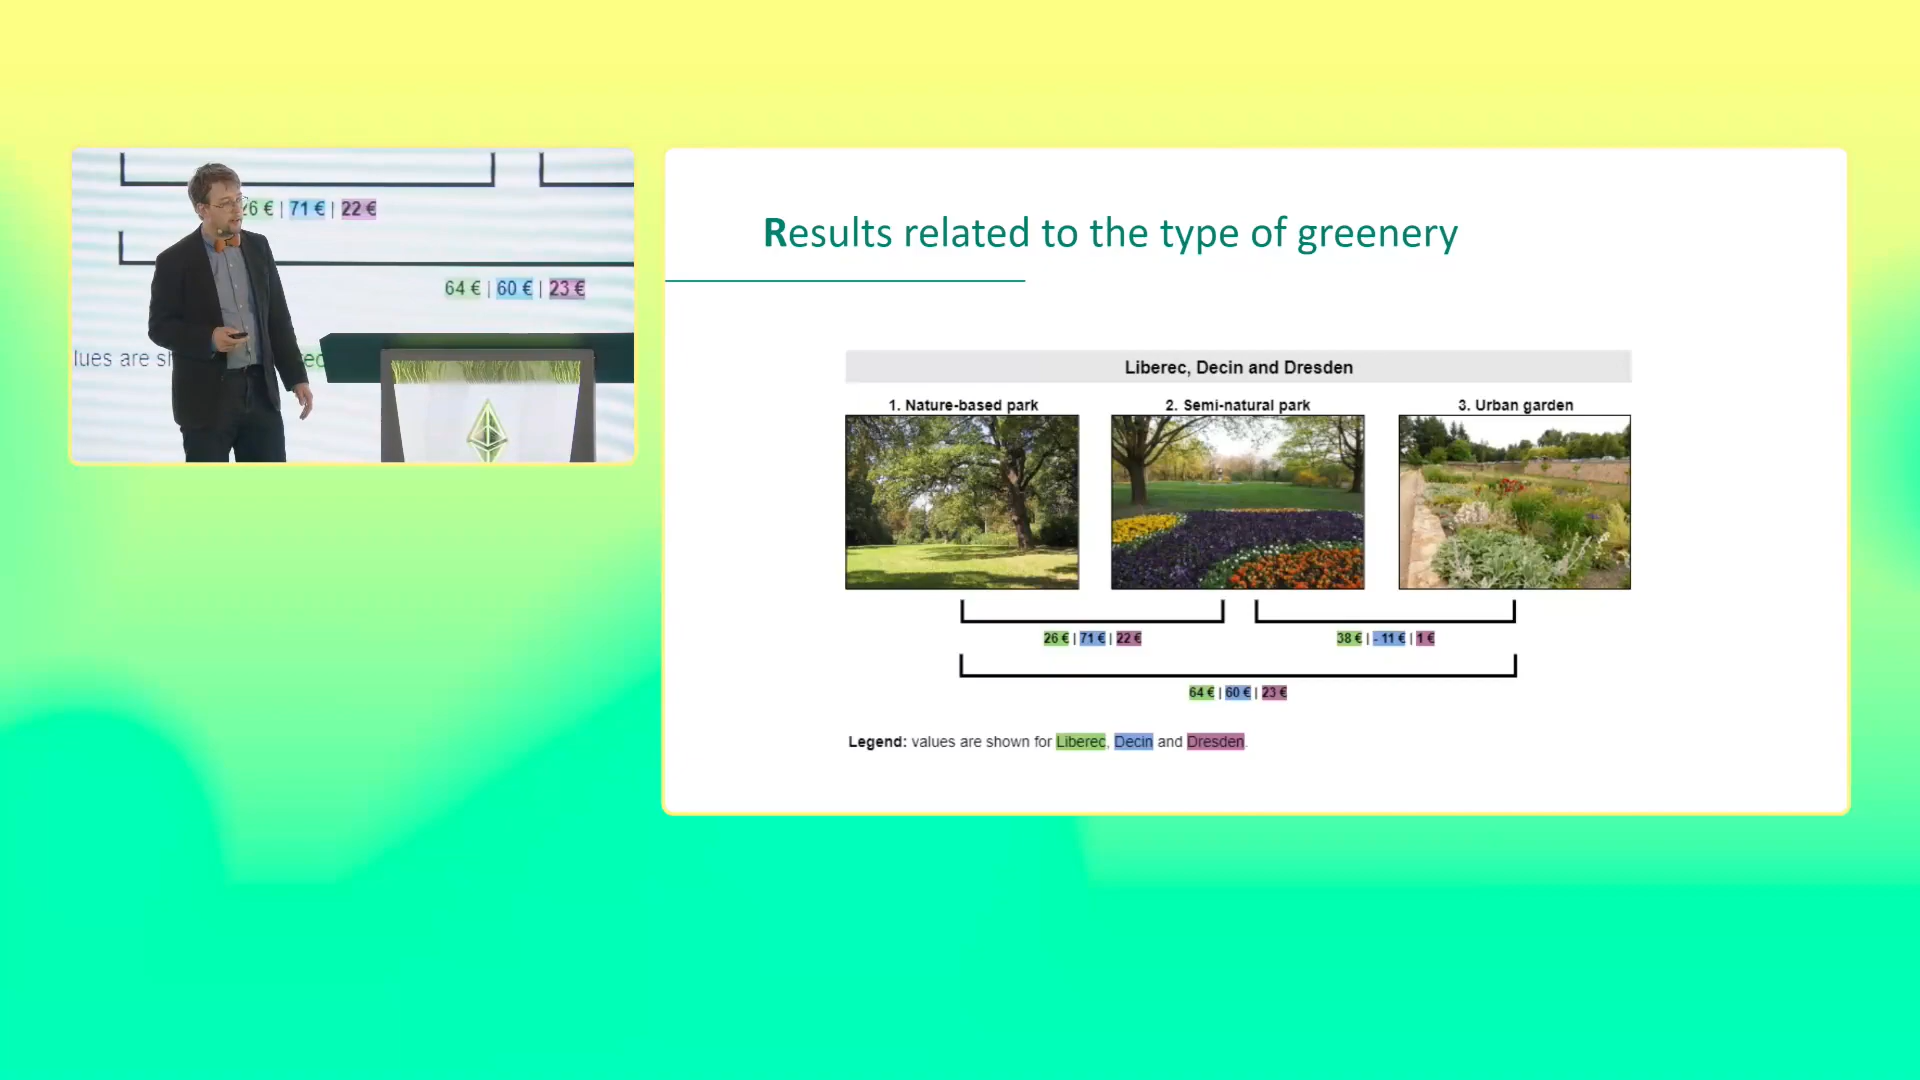 26 € | 71 € | 22 €
64 € | 60 € | 23 €
lues are
Results related to the type of greenery
Liberec, Decin and Dresden
1. Nature-based park
2. Semi-natural park
3. Urban garden
26 € | 71 € | 22 €
38 € | - 11 € | 1 €
64 € | 60 € | 23 €
Legend: values are shown for Liberec, Decin and Dresden.